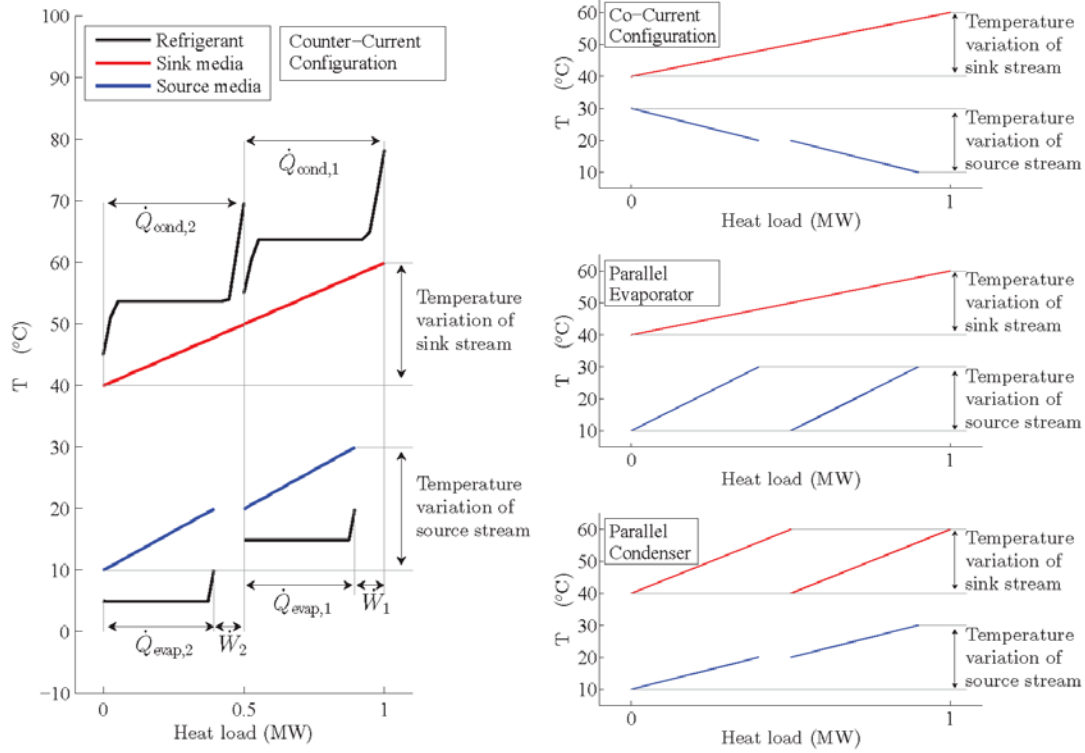 100
90
80
70
60
50
40
30
20
10
0
−10
T (°C)
Refrigerant
Sink media
Source media
Counter−Current
Configuration
Q̇cond,1
Q̇cond,2
Temperature
variation of
sink stream
Temperature
variation of
source stream
Q̇evap,1
Ẇ1
Q̇evap,2
Ẇ2
0
0.5
1
Heat load (MW)
Co−Current
Configuration
60
50
40
30
20
10
T (°C)
Temperature
variation of
sink stream
Temperature
variation of
source stream
0
1
Heat load (MW)
Parallel
Evaporator
60
50
40
30
20
10
T (°C)
Temperature
variation of
sink stream
Temperature
variation of
source stream
0
1
Heat load (MW)
Parallel
Condenser
60
50
40
30
20
10
T (°C)
Temperature
variation of
sink stream
Temperature
variation of
source stream
0
1
Heat load (MW)